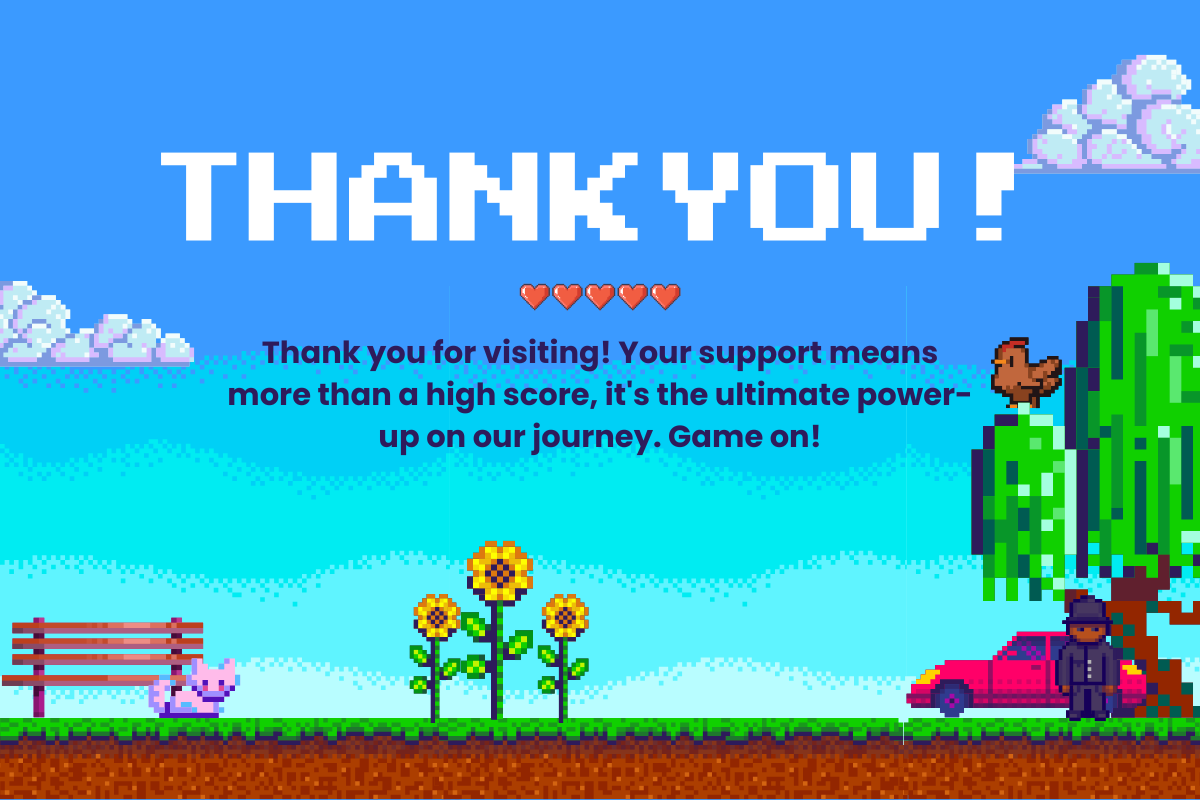 THANK YOU!
Thank you for visiting! Your support means
more than a high score, it's the ultimate power-
up on our journey. Game on!